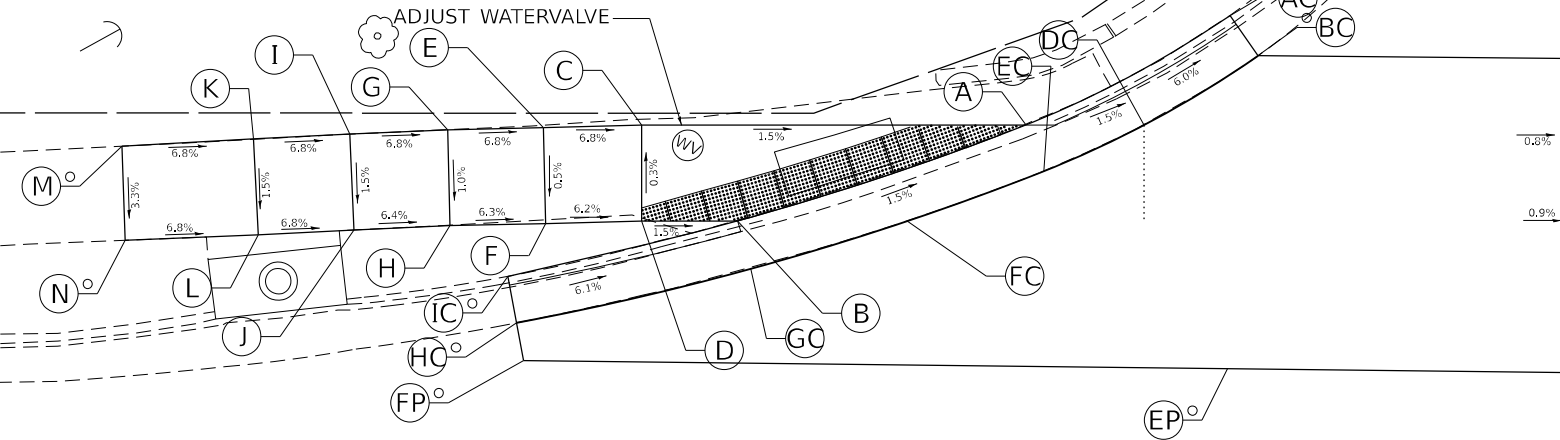 ADJUST WATERVALVE
AC
BC
DC
EC
E
I
C
G
K
A
M
6.0%
1.5%
1.5%
6.8%
6.8%
6.8%
6.8%
6.8%
0.8%
3.3%
1.5%
1.5%
1.0%
0.5%
0.3%
1.5%
0.9%
6.8%
6.8%
6.4%
6.3%
6.2%
1.5%
6.1%
N
L
H
F
FC
IC
B
J
GC
D
HC
FP
EP